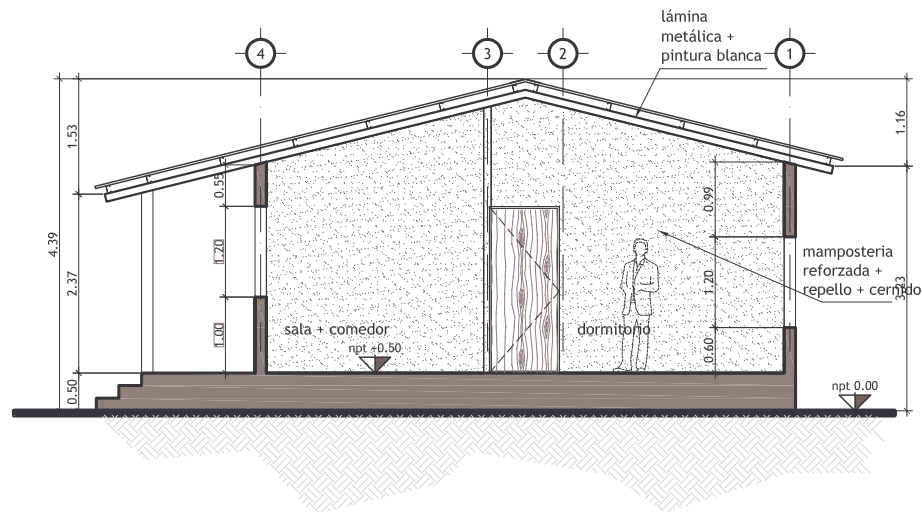 lámina
metálica +
pintura blanca
4
3
2
1
1.53
1.16
0.55
0.99
4.39
1.20
2.37
1.20
mamposteria
reforzada +
repello + cernido
1.00
sala + comedor
dormitorio
npt +0.50
0.60
0.50
npt 0.00